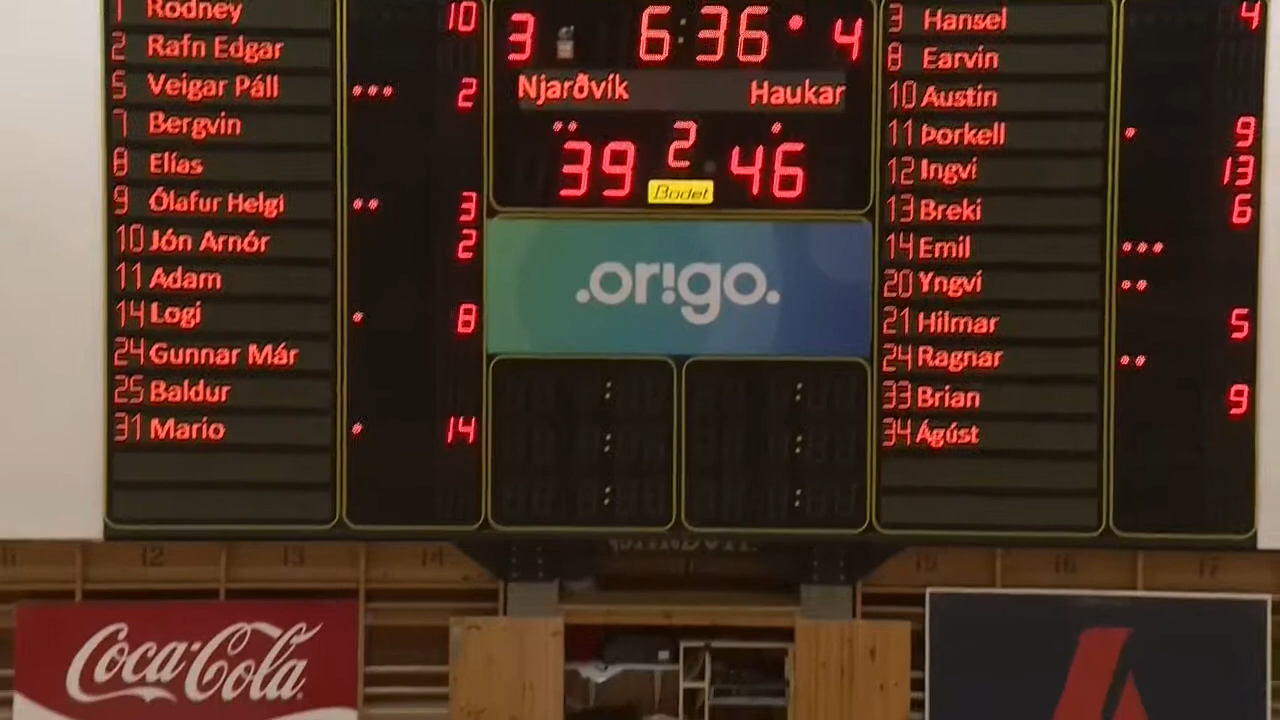 1 Rodney 10
2 Rafn Edgar
5 Veigar Páll 2
7 Bergvin
8 Elías
9 Ólafur Helgi 3
10 Jón Arnór 2
11 Adam
14 Logi 8
24 Gunnar Már
25 Baldur
31 Mario 14
3 6:36 4
Njarðvík Haukar
39 2 46
Bodet
.or!go.
3 Hansel 4
8 Earvin
10 Austin
11 Þorkell 9
12 Ingvi 13
13 Breki 6
14 Emil
20 Yngvi
21 Hilmar 5
24 Ragnar
33 Brian 9
34 Ágúst
12 13 14 15 16 17
Coca-Cola